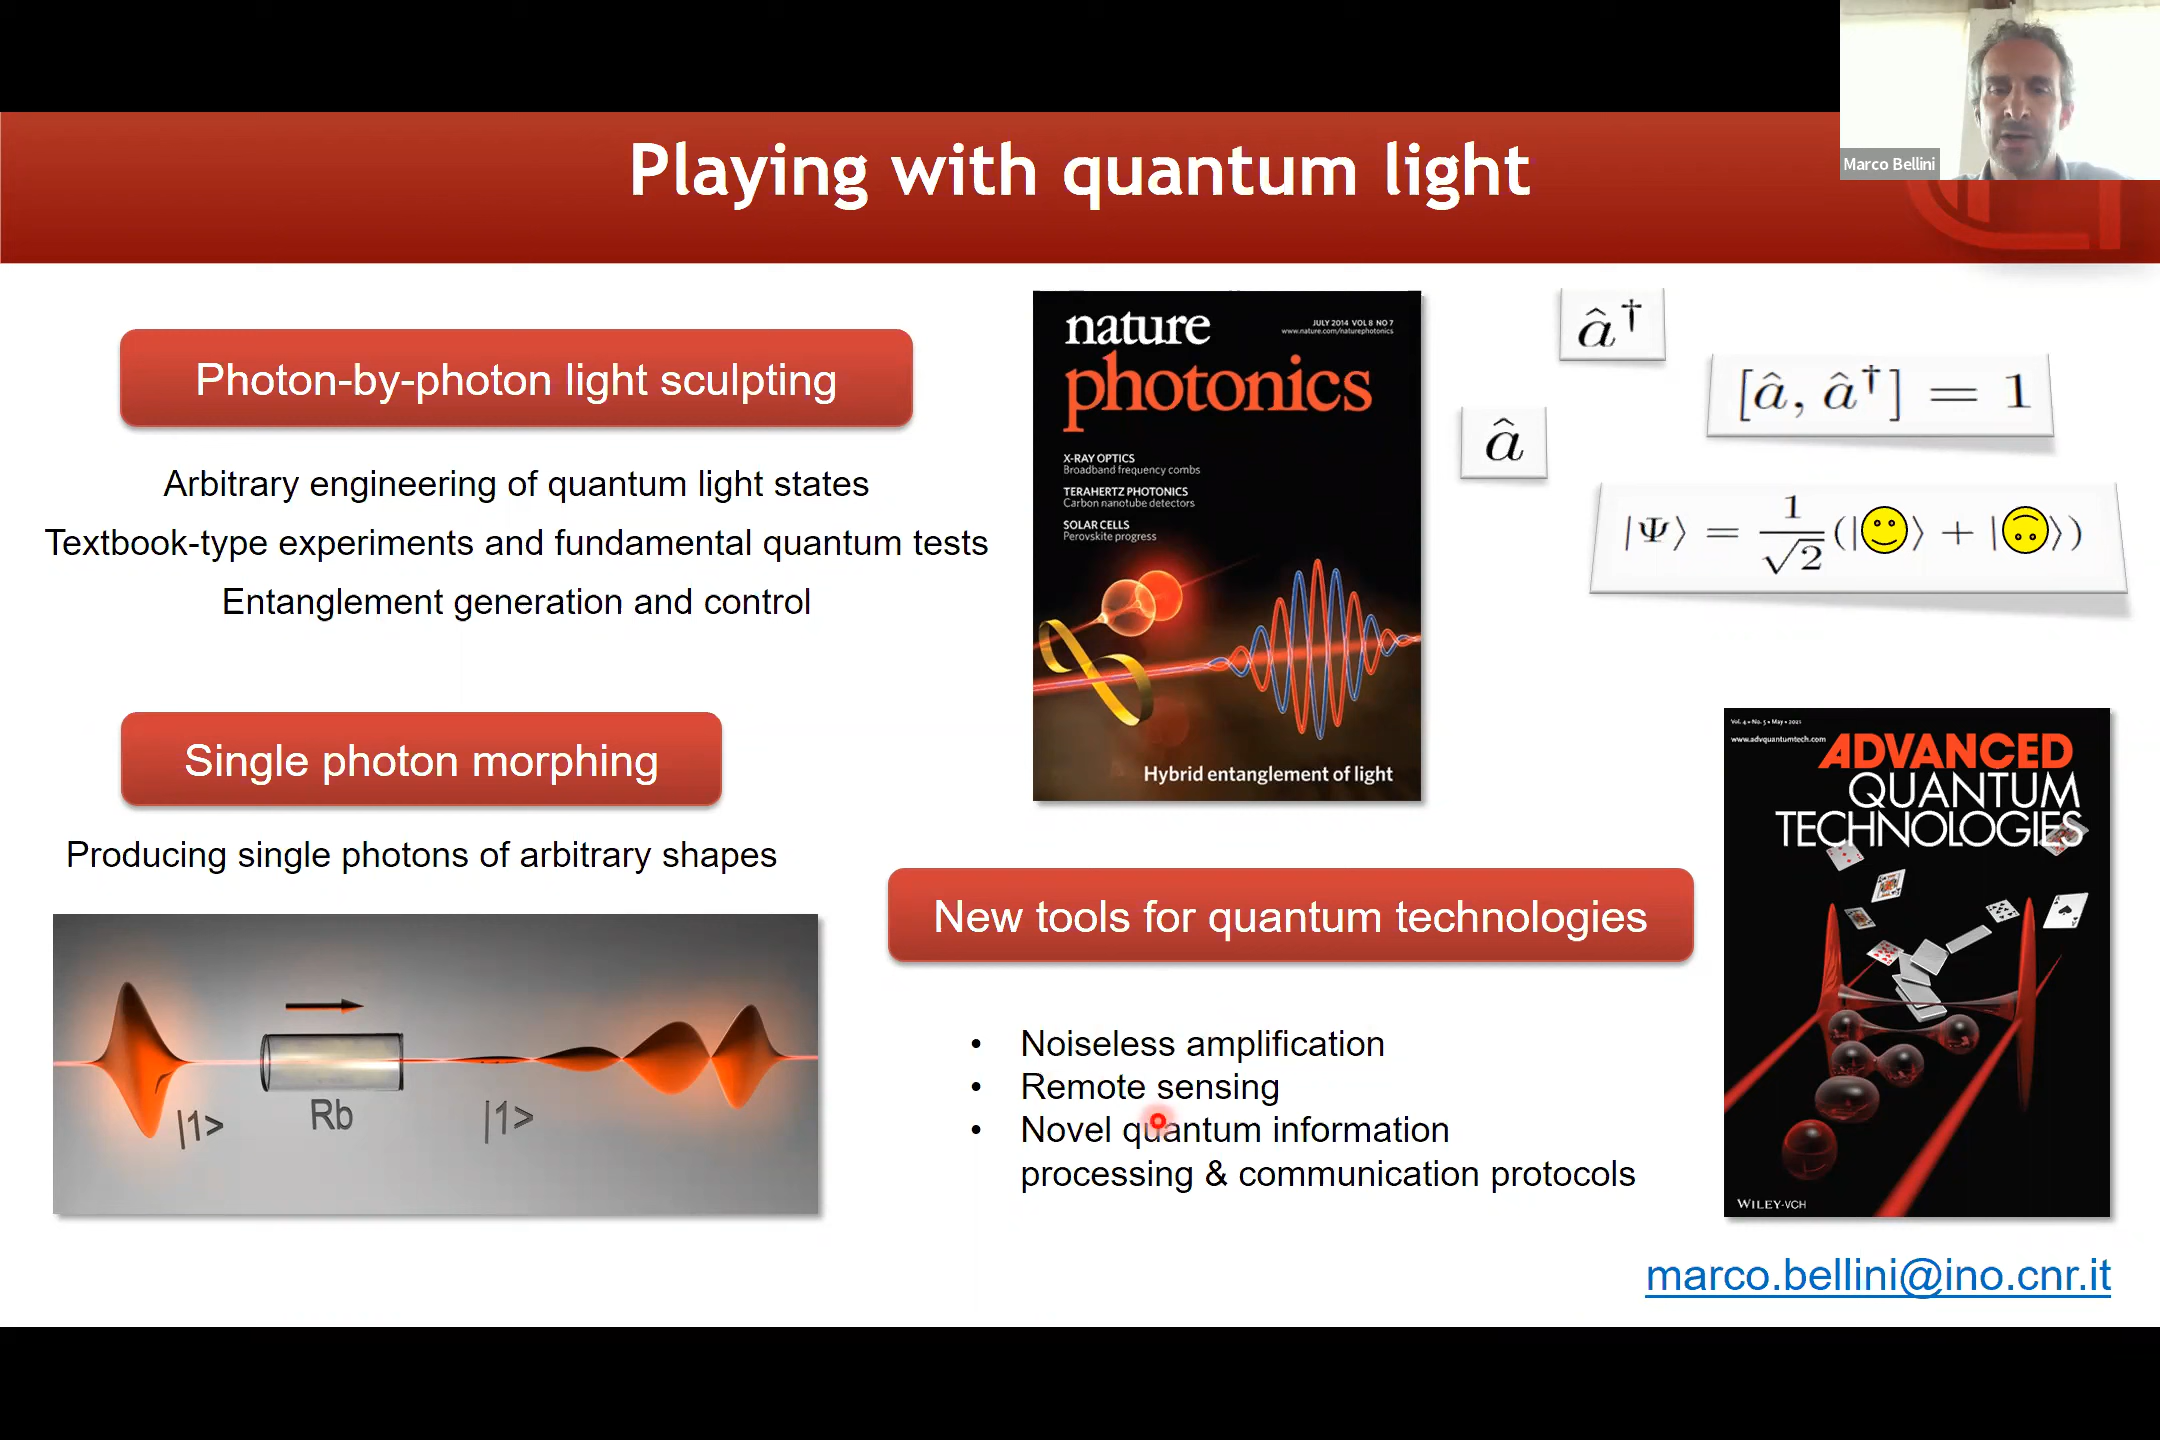 Marco Bellini
Playing with quantum light
Photon-by-photon light sculpting
Arbitrary engineering of quantum light states
Textbook-type experiments and fundamental quantum tests
Entanglement generation and control
nature
JULY 2014 VOL 8 NO 7
www.nature.com/naturephotonics
photonics
X-RAY OPTICS
Broadband frequency combs
TERAHERTZ PHOTONICS
Carbon nanotube detectors
SOLAR CELLS
Perovskite progress
Hybrid entanglement of light
â†
[â, â†] = 1
â
|Ψ⟩ = 1/√2 (|🙂⟩ + |🙃⟩)
Single photon morphing
Producing single photons of arbitrary shapes
|1>
Rb
|1>
New tools for quantum technologies
• Noiseless amplification
• Remote sensing
• Novel quantum information
processing & communication protocols
Vol. 4 • No. 5 • May • 2021
www.advquantumtech.com
ADVANCED
QUANTUM
TECHNOLOGIES
WILEY-VCH
marco.bellini@ino.cnr.it